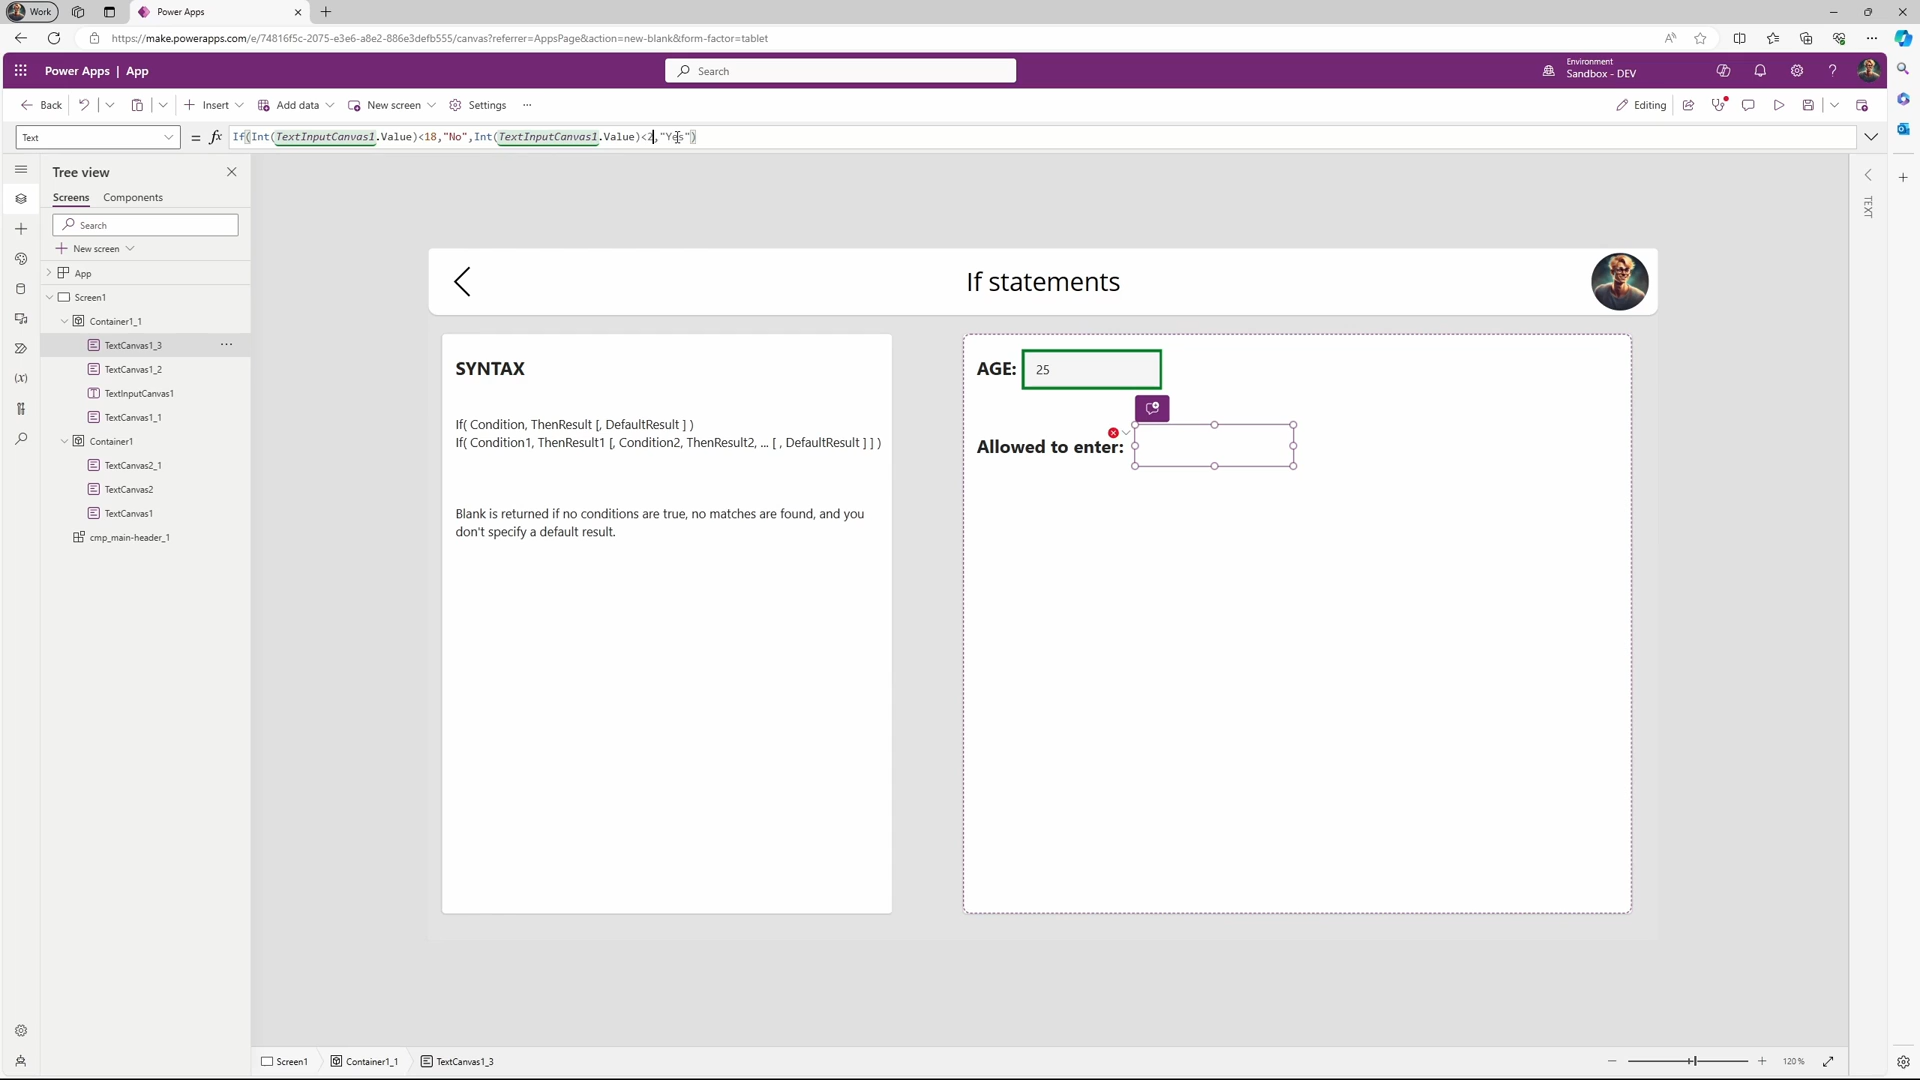 Work
Power Apps
https://make.powerapps.com/e/74816f5c-2075-e3e6-a8e2-886e3defb555/canvas?referrer=AppsPage&action=new-blank&form-factor=tablet
Power Apps | App
Search
Environment
Sandbox - DEV
Back
Insert
Add data
New screen
Settings
Editing
Text
= fx If(Int(TextInputCanvas1.Value)<18,"No",Int(TextInputCanvas1.Value)<2,"Yes")
Tree view
Screens Components
Search
New screen
App
Screen1
Container1_1
TextCanvas1_3
TextCanvas1_2
TextInputCanvas1
TextCanvas1_1
Container1
TextCanvas2_1
TextCanvas2
TextCanvas1
cmp_main-header_1
If statements
SYNTAX
If( Condition, ThenResult [, DefaultResult ] )
If( Condition1, ThenResult1 [, Condition2, ThenResult2, ... [ , DefaultResult ] ] )
Blank is returned if no conditions are true, no matches are found, and you
don't specify a default result.
AGE: 25
Allowed to enter:
TEXT
Screen1
Container1_1
TextCanvas1_3
120 %